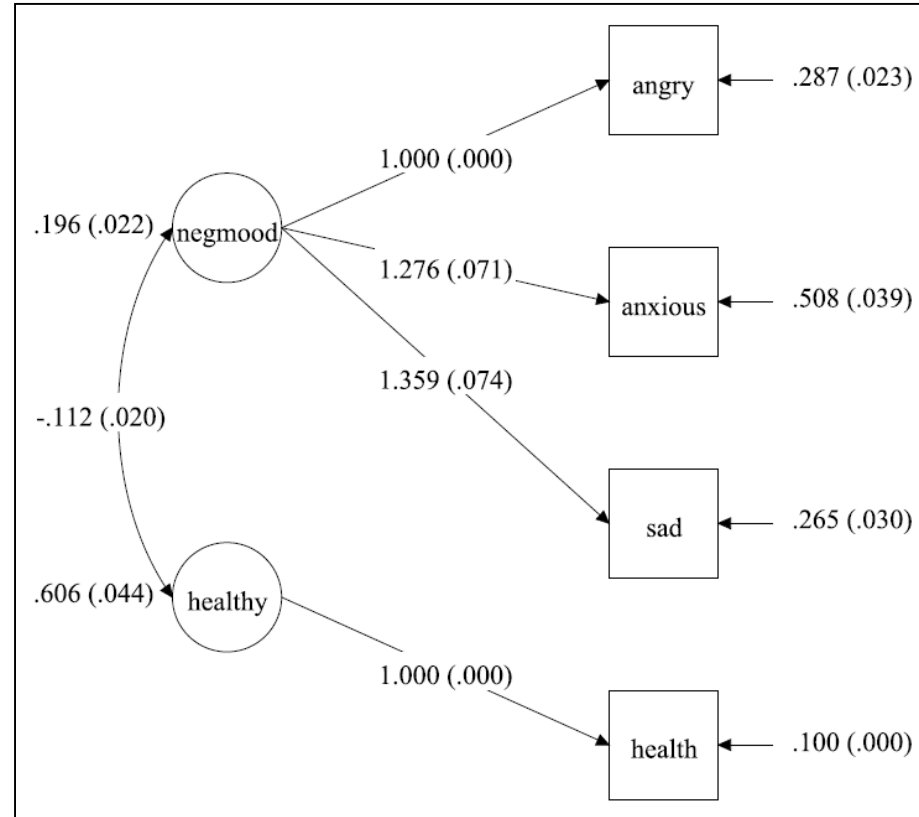 angry
.287 (.023)
1.000 (.000)
.196 (.022)
negmood
1.276 (.071)
anxious
.508 (.039)
1.359 (.074)
-.112 (.020)
sad
.265 (.030)
.606 (.044)
healthy
1.000 (.000)
health
.100 (.000)